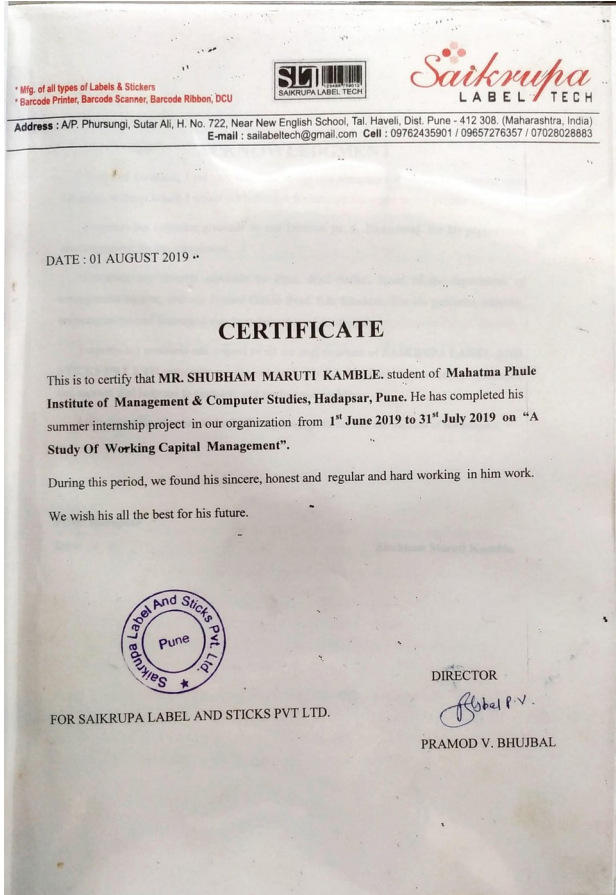 * Mfg. of all types of Labels & Stickers
* Barcode Printer, Barcode Scanner, Barcode Ribbon, DCU
SLT
SAIKRUPA LABEL TECH
Saikrupa
LABEL TECH
Address : A/P. Phursungi, Sutar Ali, H. No. 722, Near New English School, Tal. Haveli, Dist. Pune - 412 308. (Maharashtra, India)
E-mail : sailabeltech@gmail.com Cell : 09762435901 / 09657276357 / 07028028883
DATE : 01 AUGUST 2019
CERTIFICATE
This is to certify that MR. SHUBHAM MARUTI KAMBLE. student of Mahatma Phule
Institute of Management & Computer Studies, Hadapsar, Pune. He has completed his
summer internship project in our organization from 1st June 2019 to 31st July 2019 on “A
Study Of Working Capital Management”.
During this period, we found his sincere, honest and regular and hard working in him work.
We wish his all the best for his future.
Shubham Maruti Kamble
Saikrupa Label And Sticks Pvt. Ltd.
Pune
DIRECTOR
FOR SAIKRUPA LABEL AND STICKS PVT LTD.
PRAMOD V. BHUJBAL